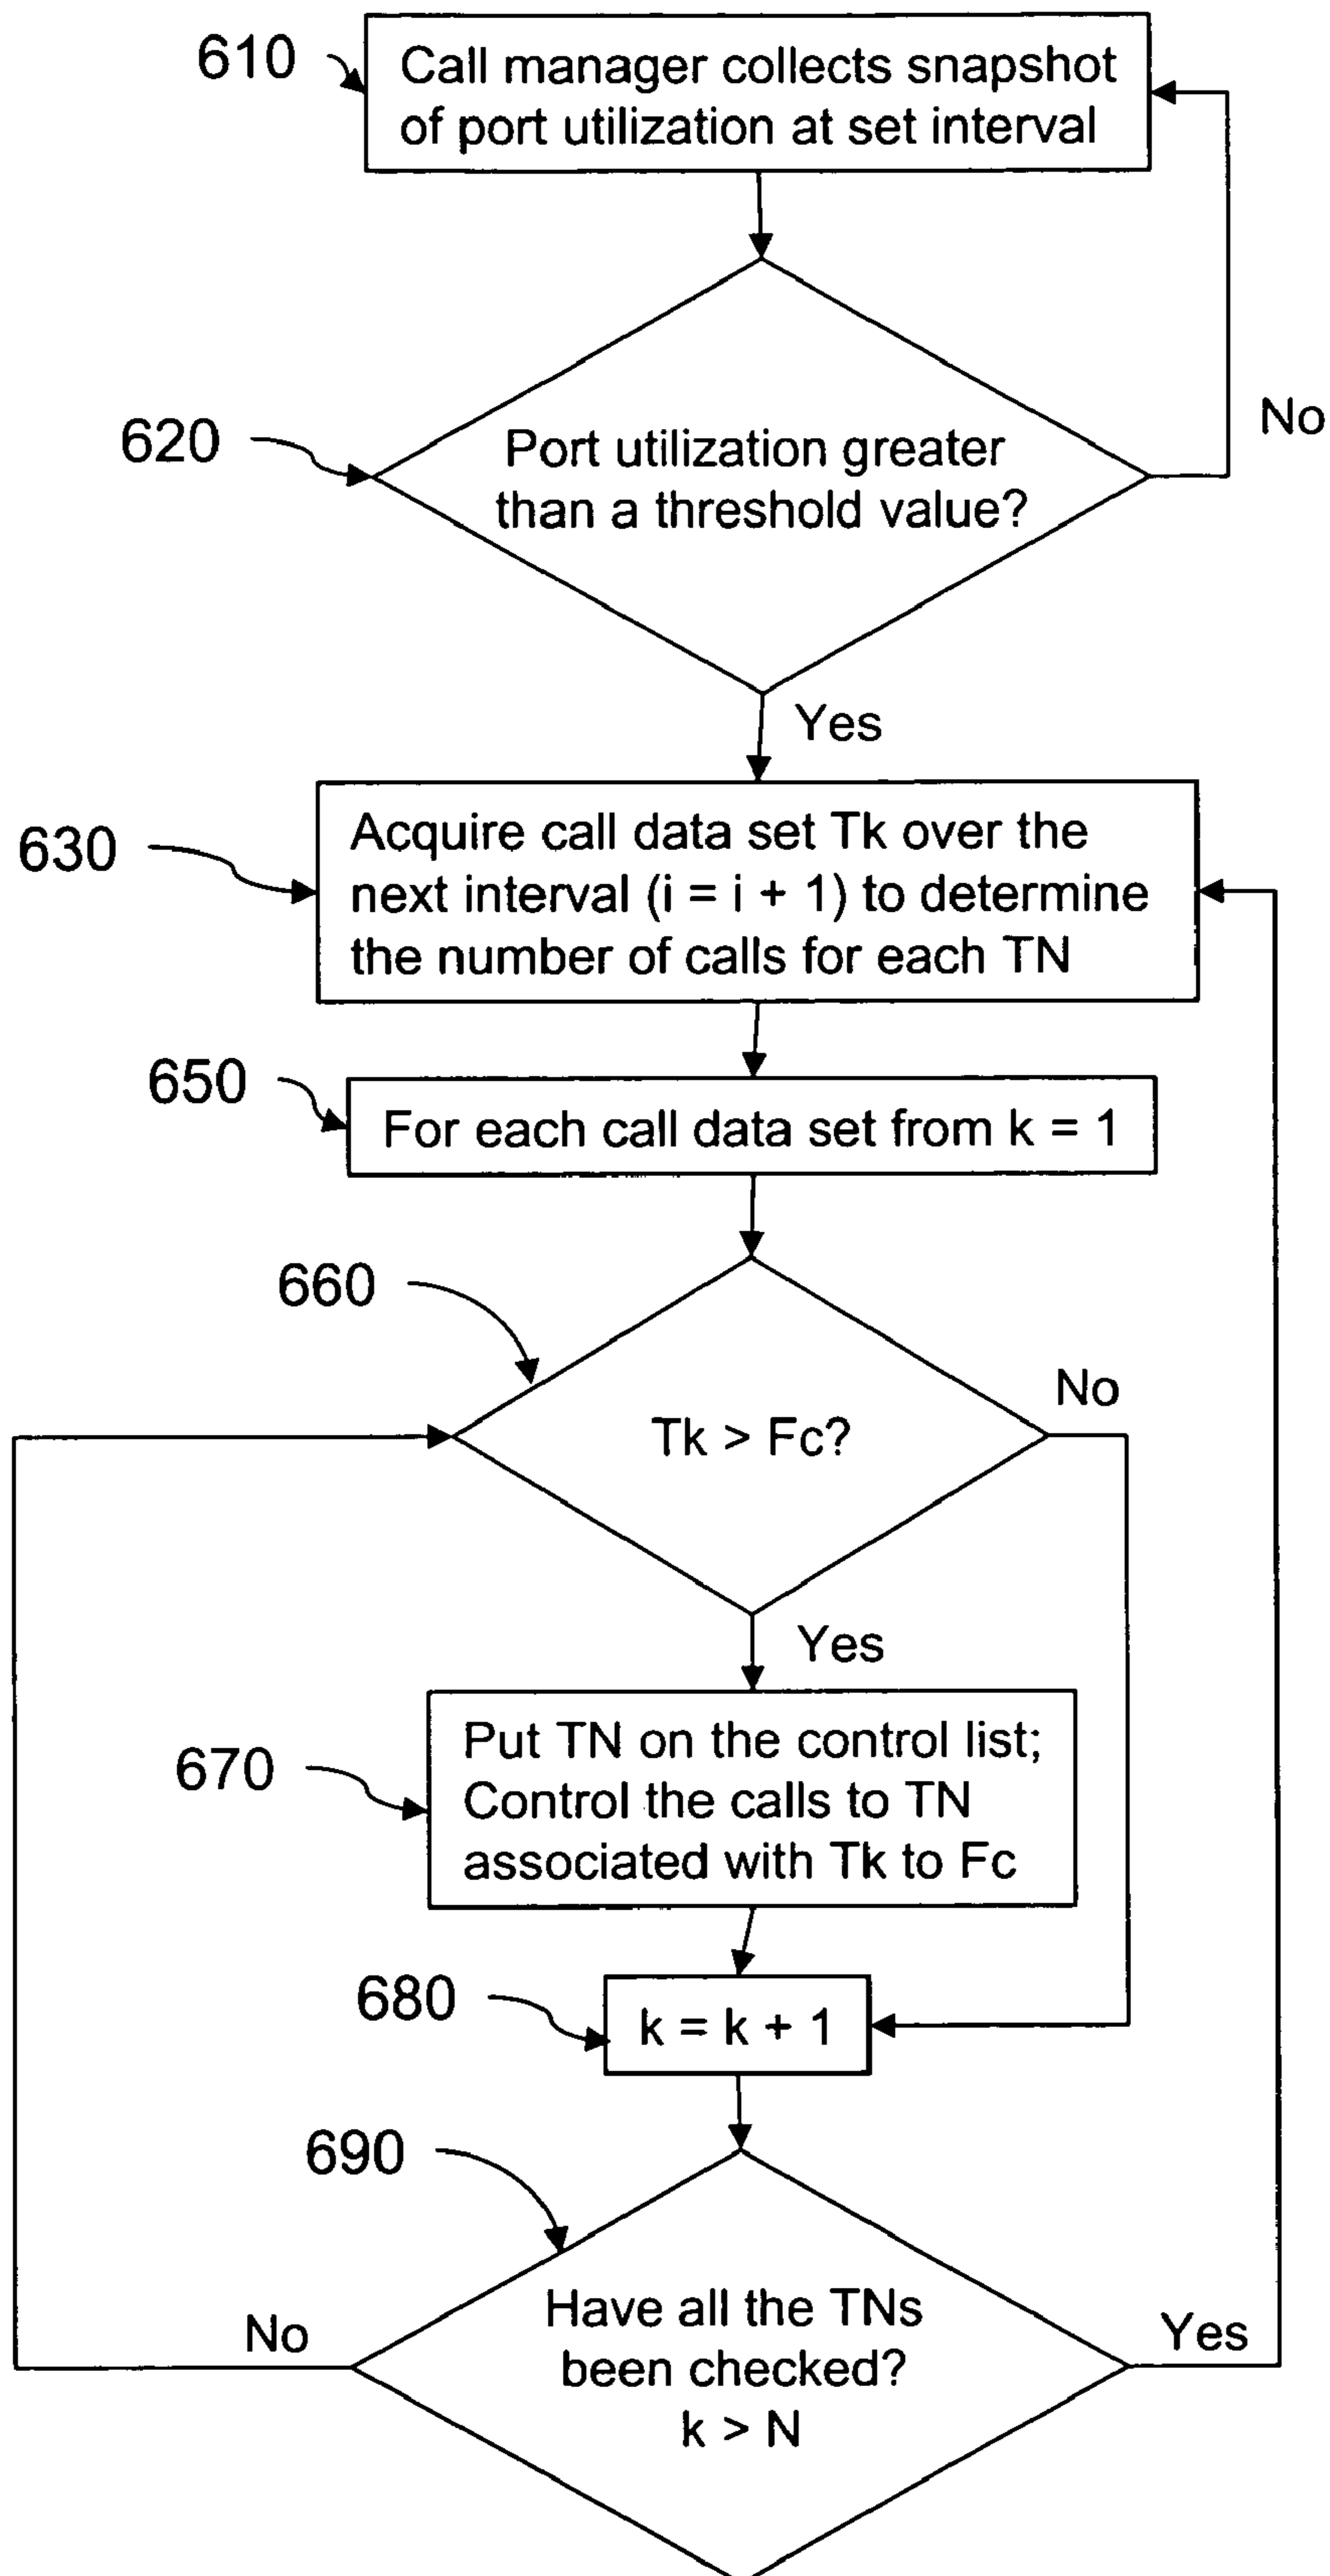 610
Call manager collects snapshot
of port utilization at set interval
620
Port utilization greater
than a threshold value?
No
Yes
630
Acquire call data set Tk over the
next interval (i = i + 1) to determine
the number of calls for each TN
650
For each call data set from k = 1
660
Tk > Fc?
No
Yes
670
Put TN on the control list;
Control the calls to TN
associated with Tk to Fc
680
k = k + 1
690
Have all the TNs
been checked?
k > N
No
Yes